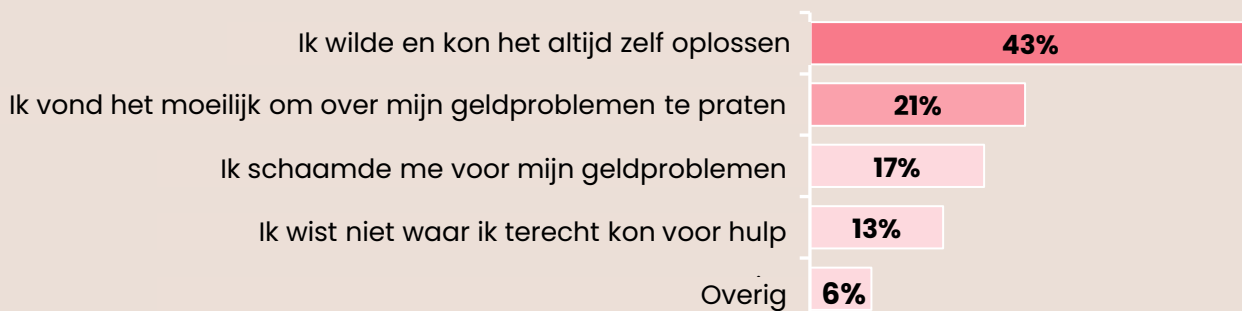 Ik wilde en kon het altijd zelf oplossen 43%
Ik vond het moeilijk om over mijn geldproblemen te praten 21%
Ik schaamde me voor mijn geldproblemen 17%
Ik wist niet waar ik terecht kon voor hulp 13%
Overig 6%